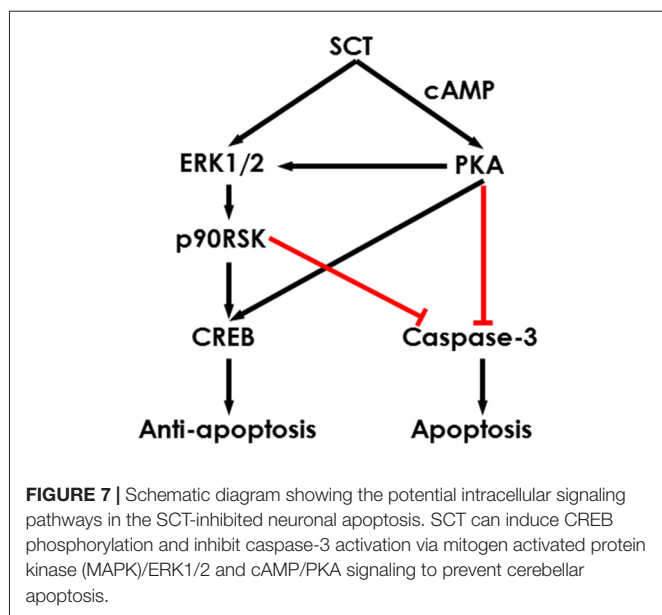 SCT
cAMP
ERK1/2 PKA
p90RSK
CREB Caspase-3
Anti-apoptosis Apoptosis
FIGURE 7 | Schematic diagram showing the potential intracellular signaling
pathways in the SCT-inhibited neuronal apoptosis. SCT can induce CREB
phosphorylation and inhibit caspase-3 activation via mitogen activated protein
kinase (MAPK)/ERK1/2 and cAMP/PKA signaling to prevent cerebellar
apoptosis.